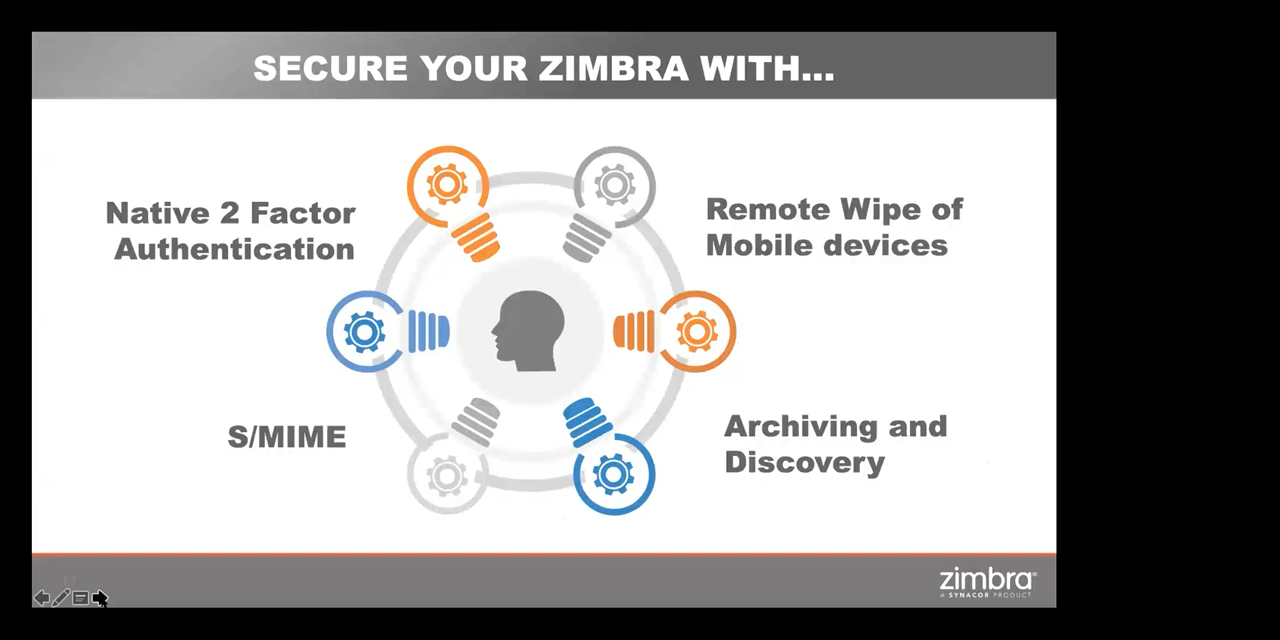 SECURE YOUR ZIMBRA WITH...
Native 2 Factor
Authentication
Remote Wipe of
Mobile devices
S/MIME
Archiving and
Discovery
zimbra®
A SYNACOR PRODUCT